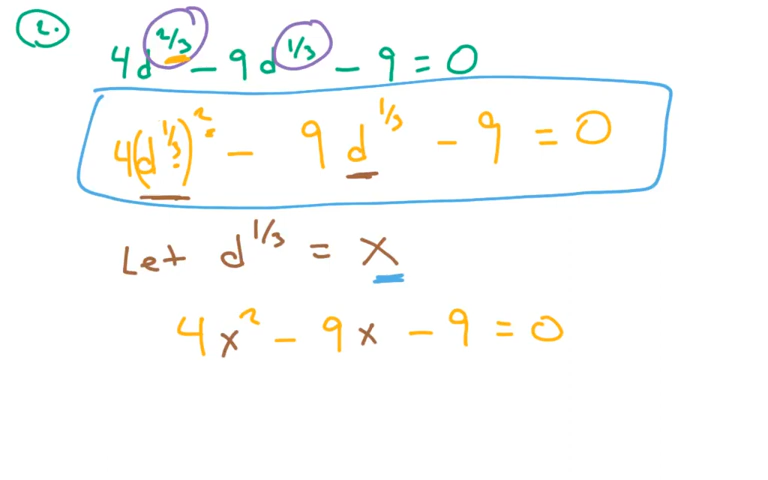 2.
4d^{2/3} - 9d^{1/3} - 9 = 0
4(d^{1/3})^2 - 9d^{1/3} - 9 = 0
Let d^{1/3} = x
4x^2 - 9x - 9 = 0